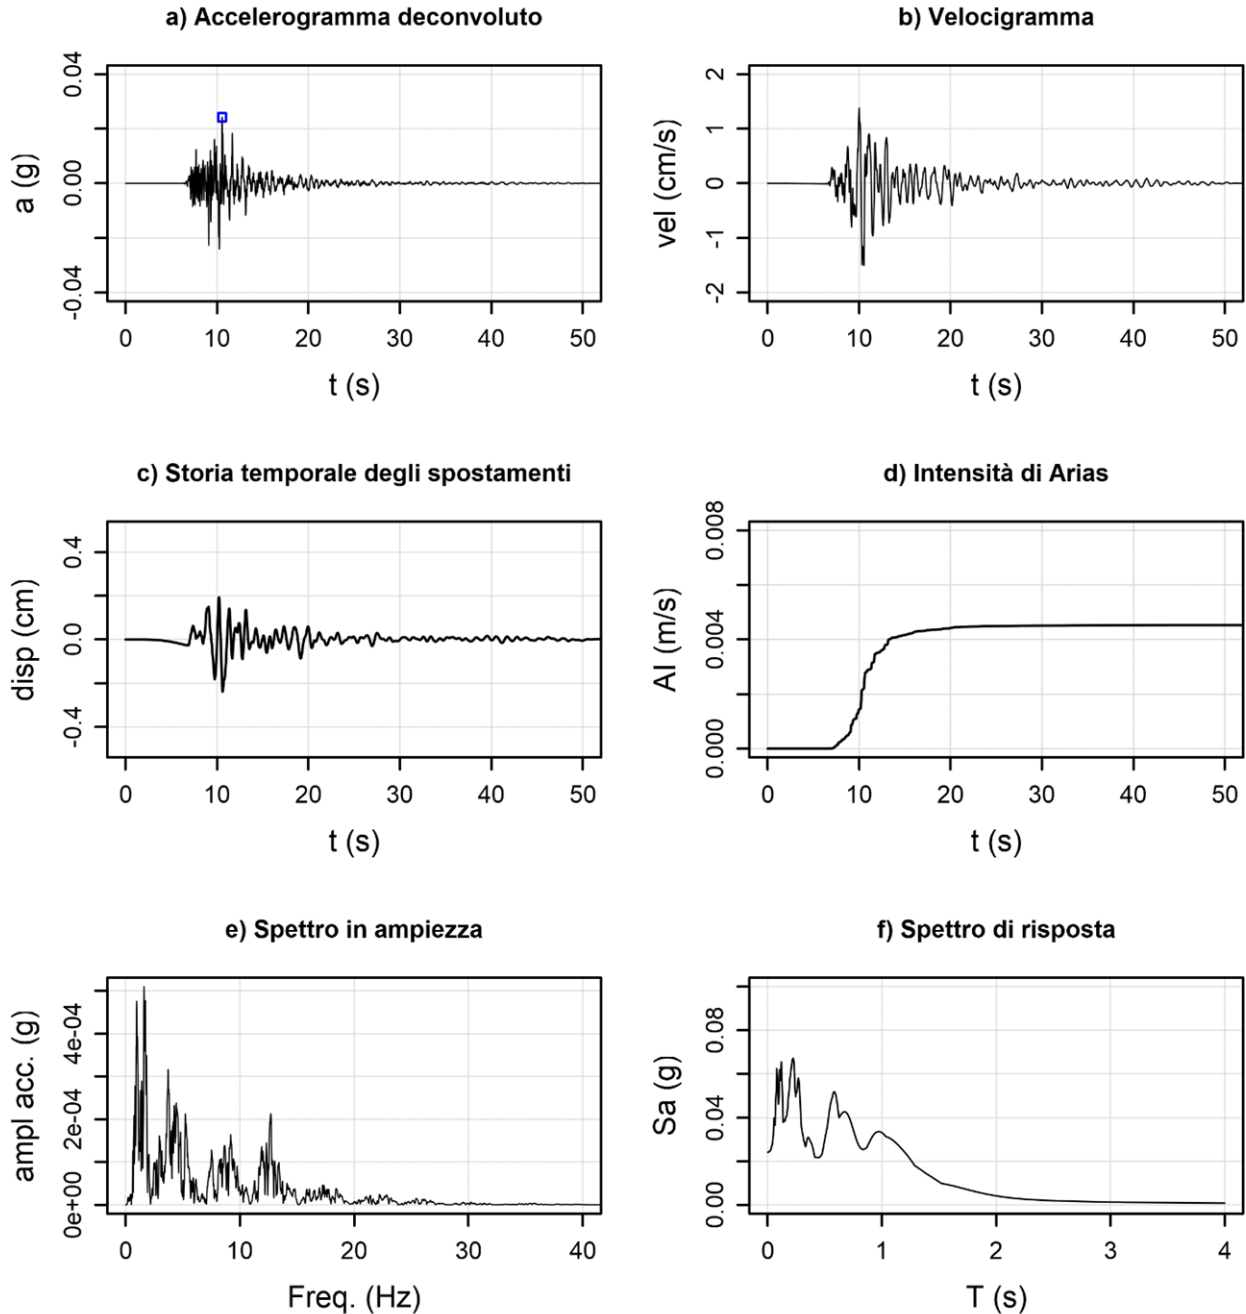 a) Accelerogramma deconvoluto
a (g)
0.04
0.00
-0.04
0 10 20 30 40 50
t (s)
b) Velocigramma
vel (cm/s)
2
1
0
-1
-2
0 10 20 30 40 50
t (s)
c) Storia temporale degli spostamenti
disp (cm)
0.4
0.0
-0.4
0 10 20 30 40 50
t (s)
d) Intensità di Arias
AI (m/s)
0.008
0.004
0.000
0 10 20 30 40 50
t (s)
e) Spettro in ampiezza
ampl acc. (g)
4e-04
2e-04
0e+00
0 10 20 30 40
Freq. (Hz)
f) Spettro di risposta
Sa (g)
0.08
0.04
0.00
0 1 2 3 4
T (s)